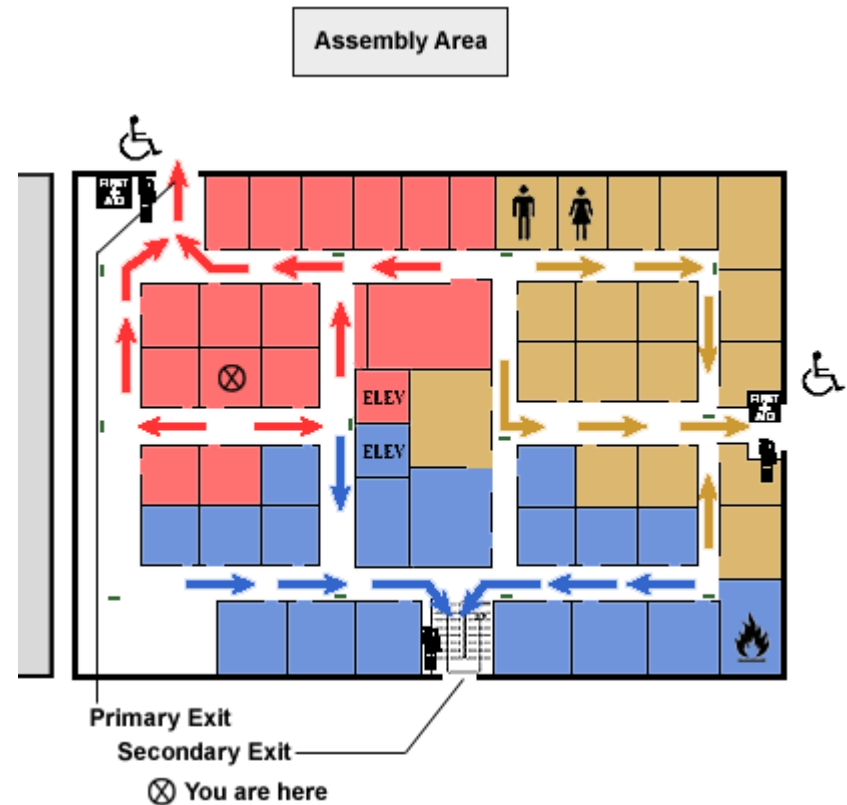 Assembly Area
FIRST
AID
ELEV
FIRST
AID
ELEV
Primary Exit
Secondary Exit
You are here